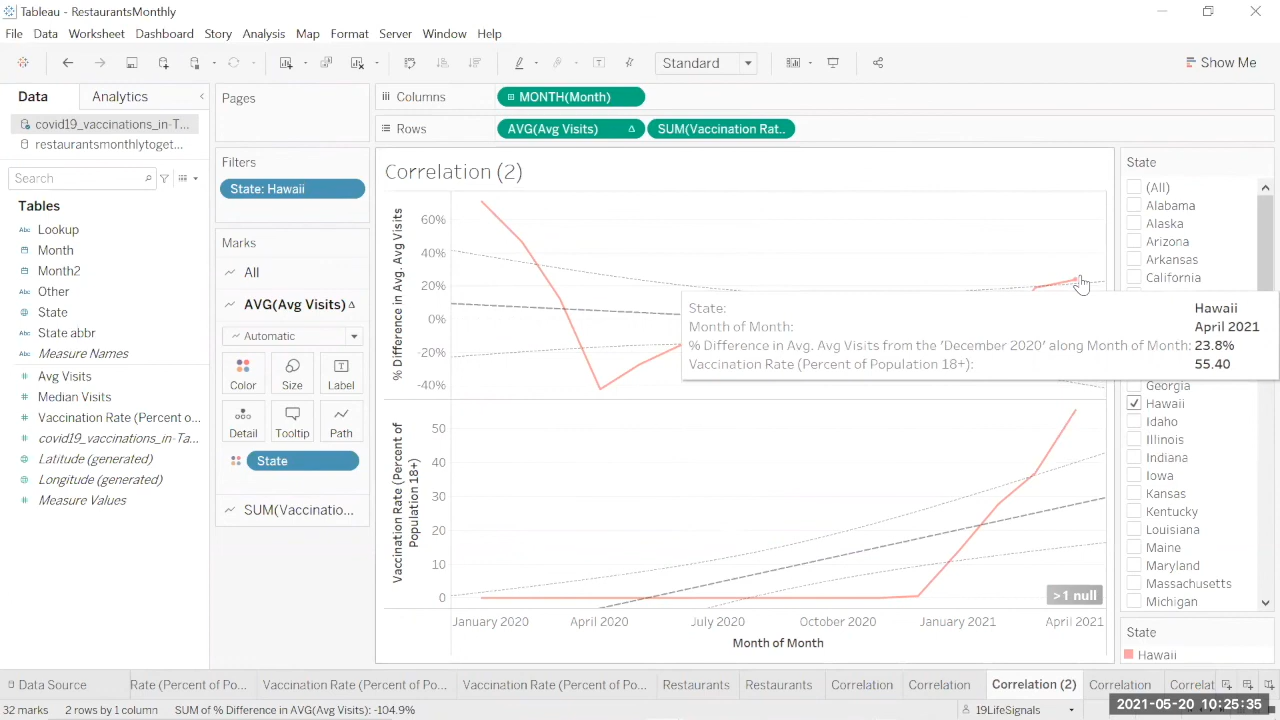 Tableau - RestaurantsMonthly
File Data Worksheet Dashboard Story Analysis Map Format Server Window Help
Standard
Show Me
Data Analytics
covid19_vaccinations_in-T...
restaurantsmonthlytoget...
Search
Tables
Abc Lookup
Month
Abc Month2
Abc Other
State
Abc State abbr
Abc Measure Names
Avg Visits
Median Visits
Vaccination Rate (Percent o...
covid19_vaccinations_in-Ta...
Latitude (generated)
Longitude (generated)
Measure Values
Pages
Filters
State: Hawaii
Marks
All
AVG(Avg Visits) Δ
Automatic
Color Size Label
Detail Tooltip Path
State
SUM(Vaccinatio...
Columns MONTH(Month)
Rows AVG(Avg Visits) Δ SUM(Vaccination Rat..
Correlation (2)
% Difference in Avg. Avg Visits
60%
40%
20%
0%
-20%
-40%
State: Hawaii
Month of Month: April 2021
% Difference in Avg. Avg Visits from the 'December 2020' along Month of Month: 23.8%
Vaccination Rate (Percent of Population 18+): 55.40
Vaccination Rate (Percent of
Population 18+)
50
40
30
20
10
0
>1 null
January 2020 April 2020 July 2020 October 2020 January 2021 April 2021
Month of Month
State
(All)
Alabama
Alaska
Arizona
Arkansas
California
Georgia
Hawaii
Idaho
Illinois
Indiana
Iowa
Kansas
Kentucky
Louisiana
Maine
Maryland
Massachusetts
Michigan
State
Hawaii
Data Source Rate (Percent of Po... Vaccination Rate (Percent of Po... Vaccination Rate (Percent of Po... Restaurants Restaurants Correlation Correlation Correlation (2) Correlation Correlat
32 marks 2 rows by 1 column SUM of % Difference in AVG(Avg Visits): -104.9% 19LifeSignals
2021-05-20 10:25:35